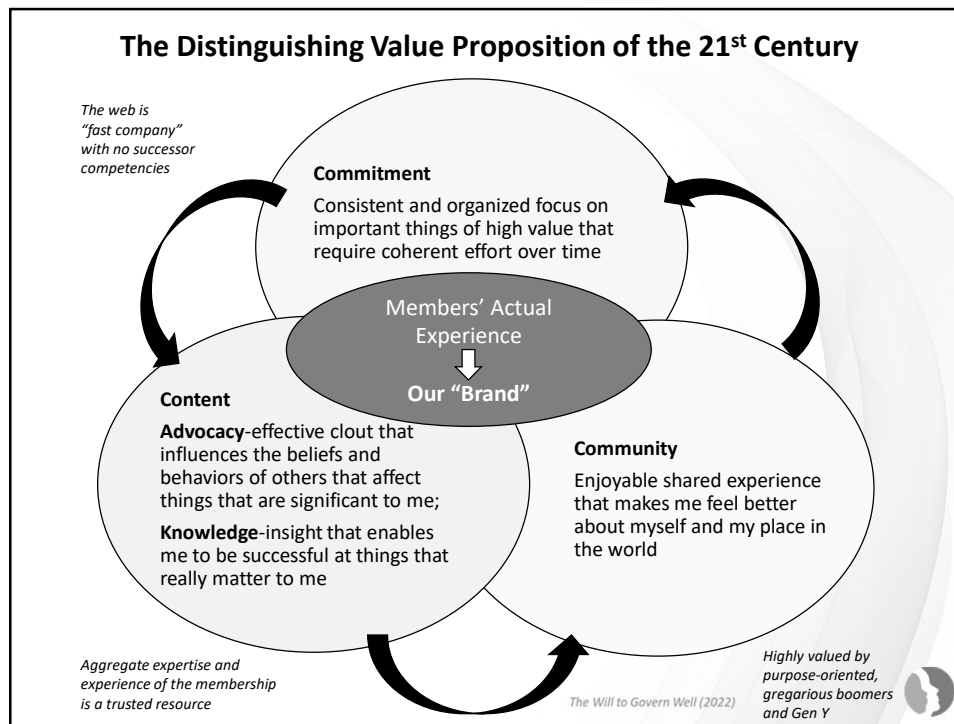 The Distinguishing Value Proposition of the 21st Century
The web is
“fast company”
with no successor
competencies
Commitment
Consistent and organized focus on
important things of high value that
require coherent effort over time
Members’ Actual
Experience
Our “Brand”
Content
Advocacy-effective clout that
influences the beliefs and
behaviors of others that affect
things that are significant to me;
Knowledge-insight that enables
me to be successful at things that
really matter to me
Community
Enjoyable shared experience
that makes me feel better
about myself and my place in
the world
Aggregate expertise and
experience of the membership
is a trusted resource
The Will to Govern Well (2022)
Highly valued by
purpose-oriented,
gregarious boomers
and Gen Y